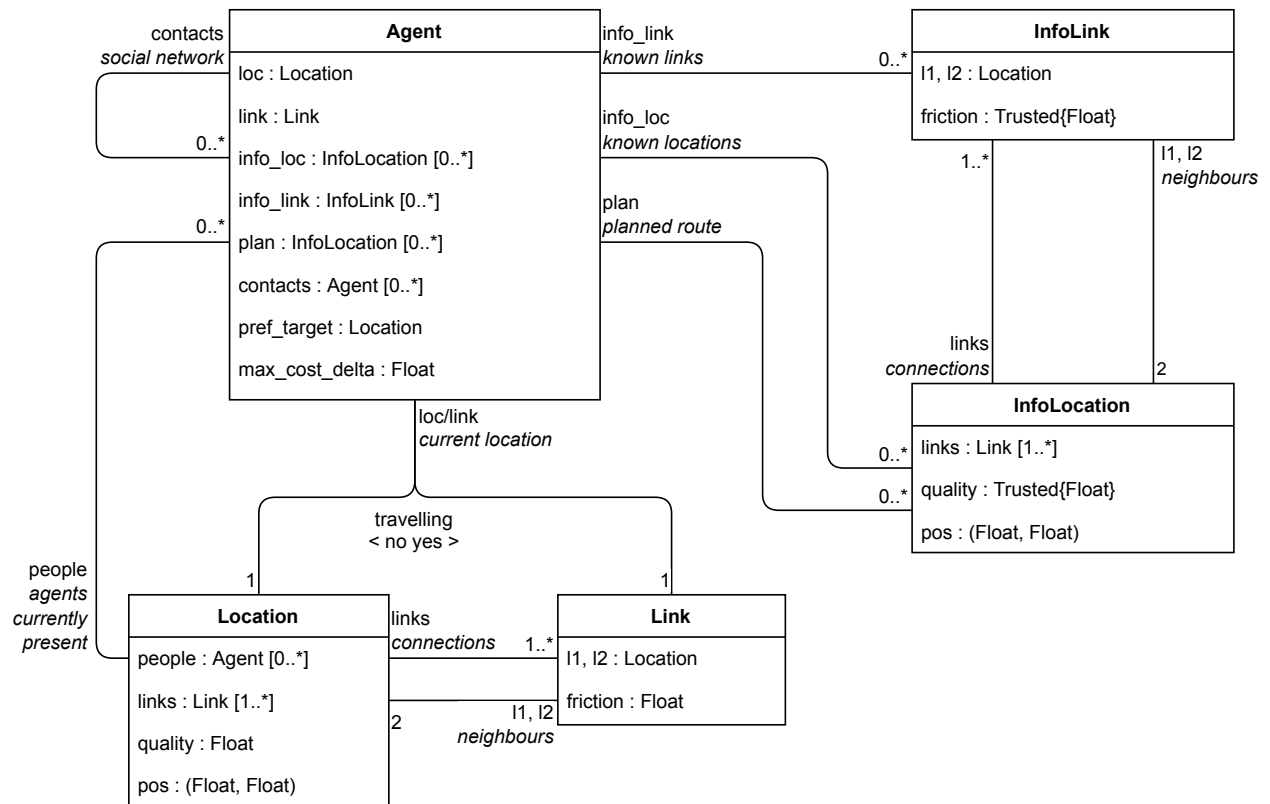 contacts
social network
0..*
0..*
Agent
loc : Location
link : Link
info_loc : InfoLocation [0..*]
info_link : InfoLink [0..*]
plan : InfoLocation [0..*]
contacts : Agent [0..*]
pref_target : Location
max_cost_delta : Float
info_link
known links
0..*
info_loc
known locations
plan
planned route
InfoLink
l1, l2 : Location
friction : Trusted{Float}
1..*
l1, l2
neighbours
links
connections
2
InfoLocation
links : Link [1..*]
quality : Trusted{Float}
pos : (Float, Float)
0..*
0..*
loc/link
current location
travelling
< no yes >
1
1
people
agents
currently
present
Location
people : Agent [0..*]
links : Link [1..*]
quality : Float
pos : (Float, Float)
links
connections
1..*
2
l1, l2
neighbours
Link
l1, l2 : Location
friction : Float